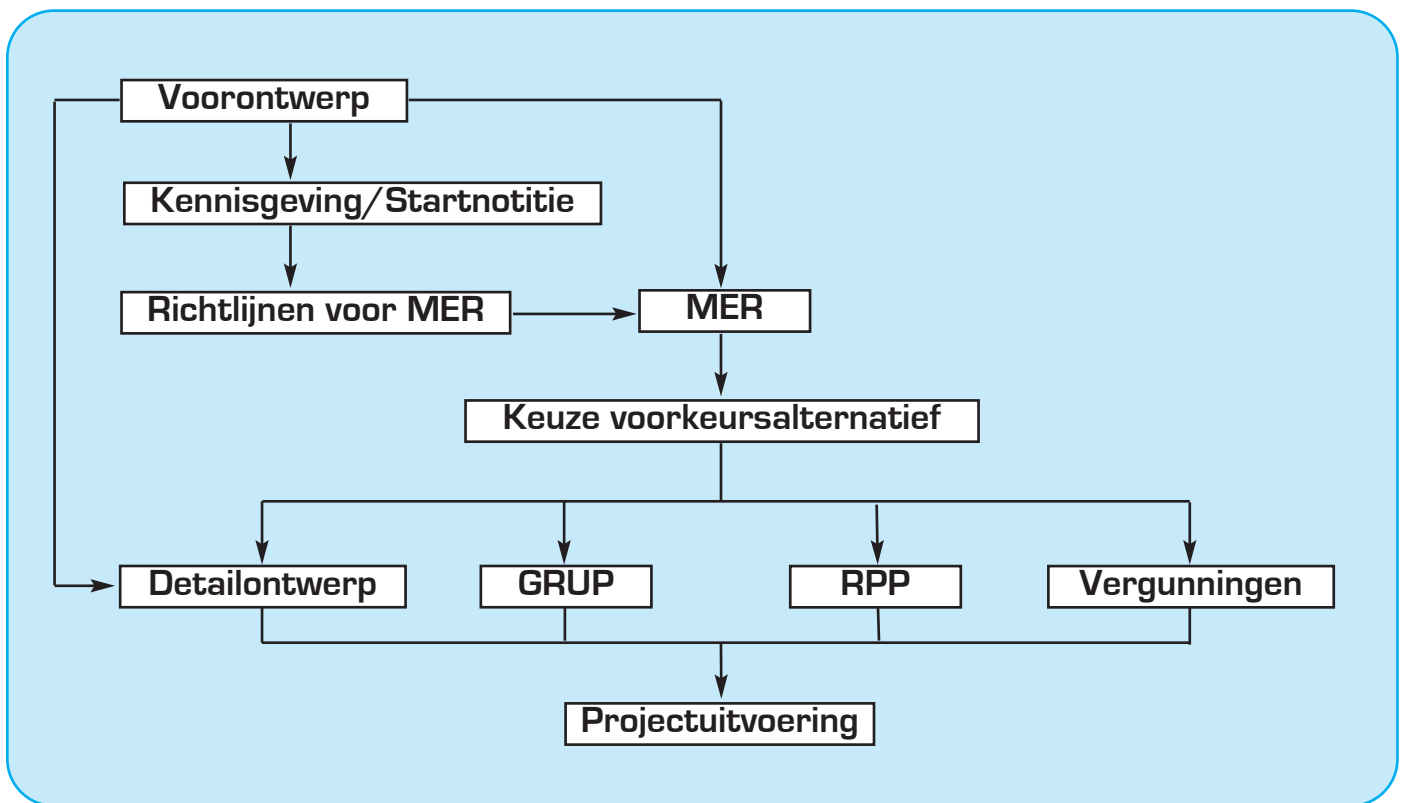 Voorontwerp
Kennisgeving/Startnotitie
Richtlijnen voor MER
MER
Keuze voorkeursalternatief
Detailontwerp
GRUP
RPP
Vergunningen
Projectuitvoering